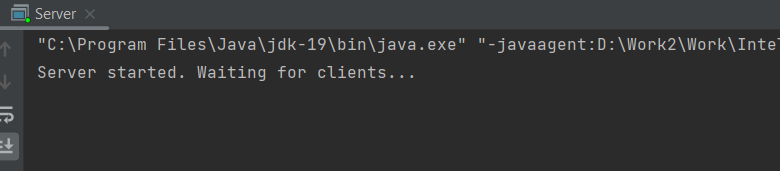 Server
"C:\Program Files\Java\jdk-19\bin\java.exe" "-javaagent:D:\Work2\Work\Inte
Server started. Waiting for clients...